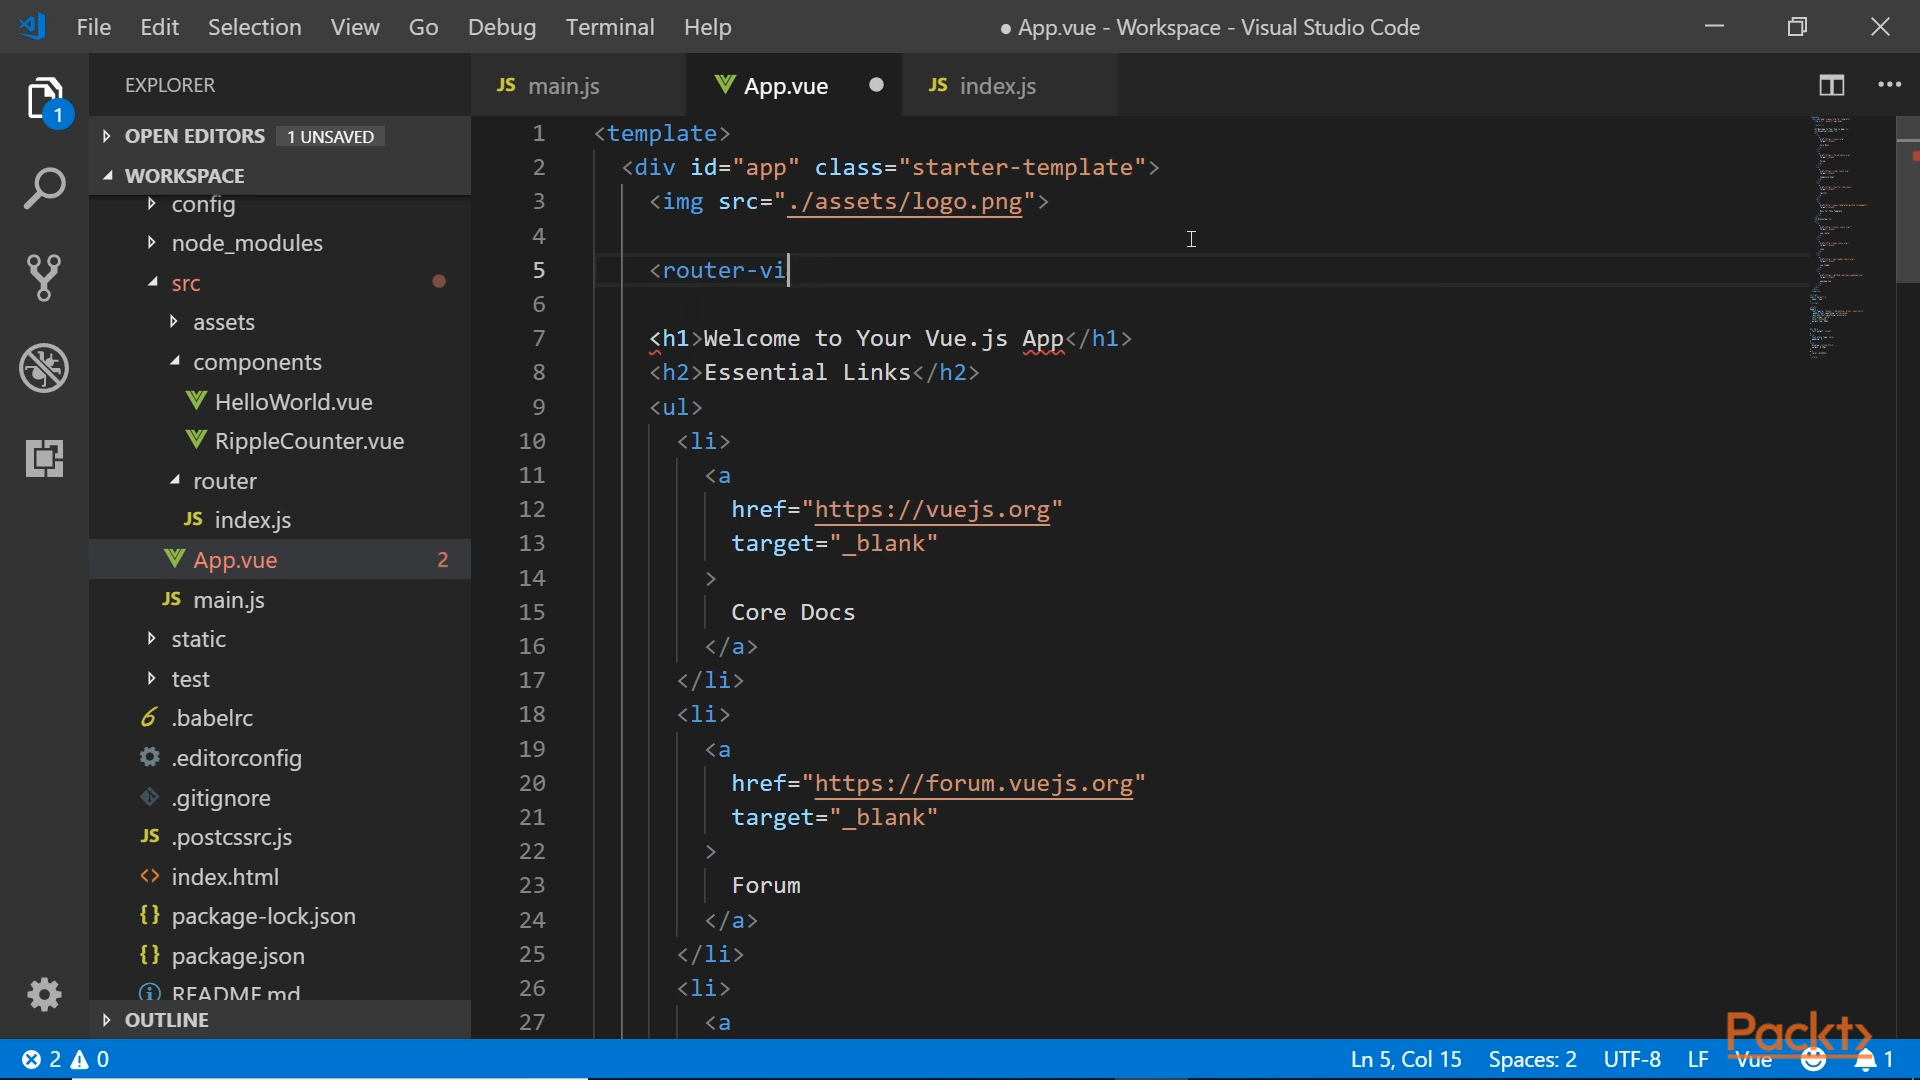 File Edit Selection View Go Debug Terminal Help
● App.vue - Workspace - Visual Studio Code
EXPLORER
JS main.js
App.vue
JS index.js
OPEN EDITORS 1 UNSAVED
WORKSPACE
config
node_modules
src
assets
components
HelloWorld.vue
RippleCounter.vue
router
JS index.js
App.vue 2
JS main.js
static
test
.babelrc
.editorconfig
.gitignore
JS .postcssrc.js
<> index.html
{} package-lock.json
{} package.json
README.md
OUTLINE
1
1 <template>
2 <div id="app" class="starter-template">
3 <img src="./assets/logo.png">
4
5 <router-vi
6
7 <h1>Welcome to Your Vue.js App</h1>
8 <h2>Essential Links</h2>
9 <ul>
10 <li>
11 <a
12 href="https://vuejs.org"
13 target="_blank"
14 >
15 Core Docs
16 </a>
17 </li>
18 <li>
19 <a
20 href="https://forum.vuejs.org"
21 target="_blank"
22 >
23 Forum
24 </a>
25 </li>
26 <li>
27 <a
Packt>
2 0
Ln 5, Col 15 Spaces: 2 UTF-8 LF Vue 1